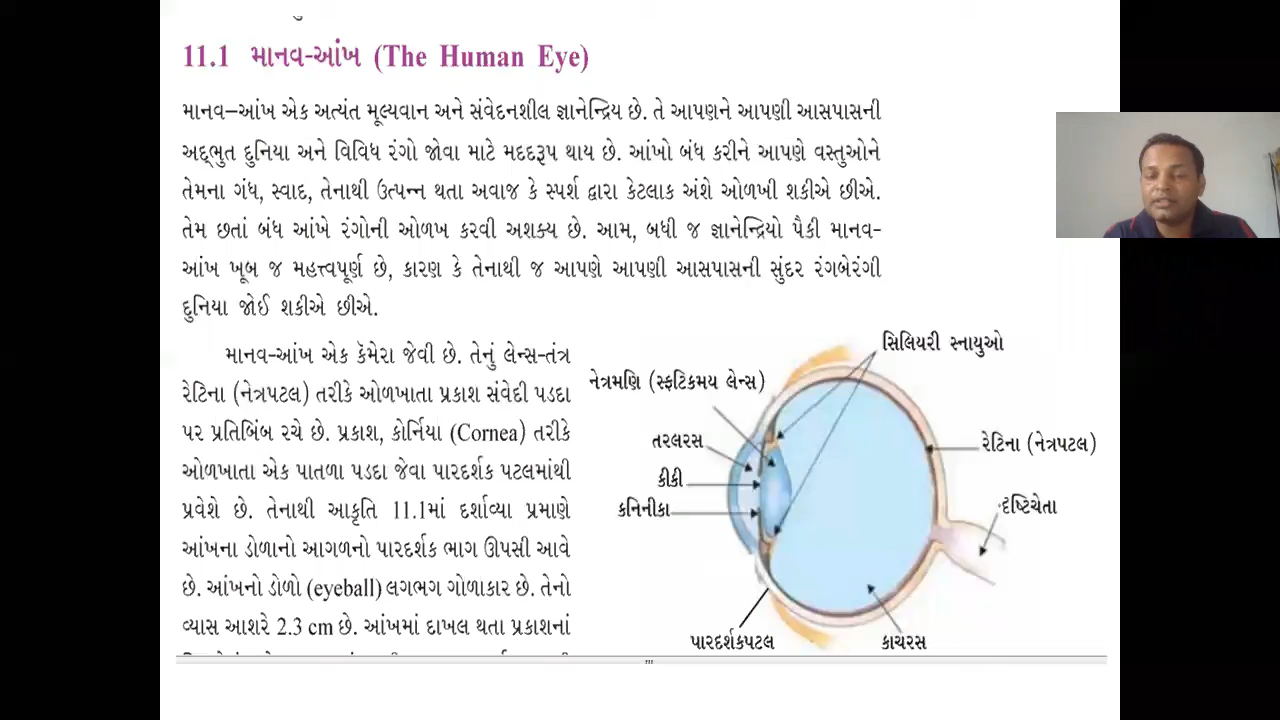 11.1 માનવ-આંખ (The Human Eye)
માનવ–આંખ એક અત્યંત મૂલ્યવાન અને સંવેદનશીલ જ્ઞાનેન્દ્રિય છે. તે આપણને આપણી આસપાસની
અદ્ભુત દુનિયા અને વિવિધ રંગો જોવા માટે મદદરૂપ થાય છે. આંખો બંધ કરીને આપણે વસ્તુઓને
તેમના ગંધ, સ્વાદ, તેનાથી ઉત્પન્ન થતા અવાજ કે સ્પર્શ દ્વારા કેટલાક અંશે ઓળખી શકીએ છીએ.
તેમ છતાં બંધ આંખે રંગોની ઓળખ કરવી અશક્ય છે. આમ, બધી જ જ્ઞાનેન્દ્રિયો પૈકી માનવ-
આંખ ખૂબ જ મહત્ત્વપૂર્ણ છે, કારણ કે તેનાથી જ આપણે આપણી આસપાસની સુંદર રંગબેરંગી
દુનિયા જોઈ શકીએ છીએ.
માનવ-આંખ એક કૅમેરા જેવી છે. તેનું લેન્સ-તંત્ર
રેટિના (નેત્રપટલ) તરીકે ઓળખાતા પ્રકાશ સંવેદી પડદા
પર પ્રતિબિંબ રચે છે. પ્રકાશ, કોર્નિયા (Cornea) તરીકે
ઓળખાતા એક પાતળા પડદા જેવા પારદર્શક પટલમાંથી
પ્રવેશે છે. તેનાથી આકૃતિ 11.1માં દર્શાવ્યા પ્રમાણે
આંખના ડોળાનો આગળનો પારદર્શક ભાગ ઊપસી આવે
છે. આંખનો ડોળો (eyeball) લગભગ ગોળાકાર છે. તેનો
વ્યાસ આશરે 2.3 cm છે. આંખમાં દાખલ થતા પ્રકાશનાં
સિલિયરી સ્નાયુઓ
નેત્રમણિ (સ્ફટિકમય લેન્સ)
તરલરસ
કીકી
કનિનીકા
રેટિના (નેત્રપટલ)
દૃષ્ટિચેતા
પારદર્શકપટલ
કાચરસ